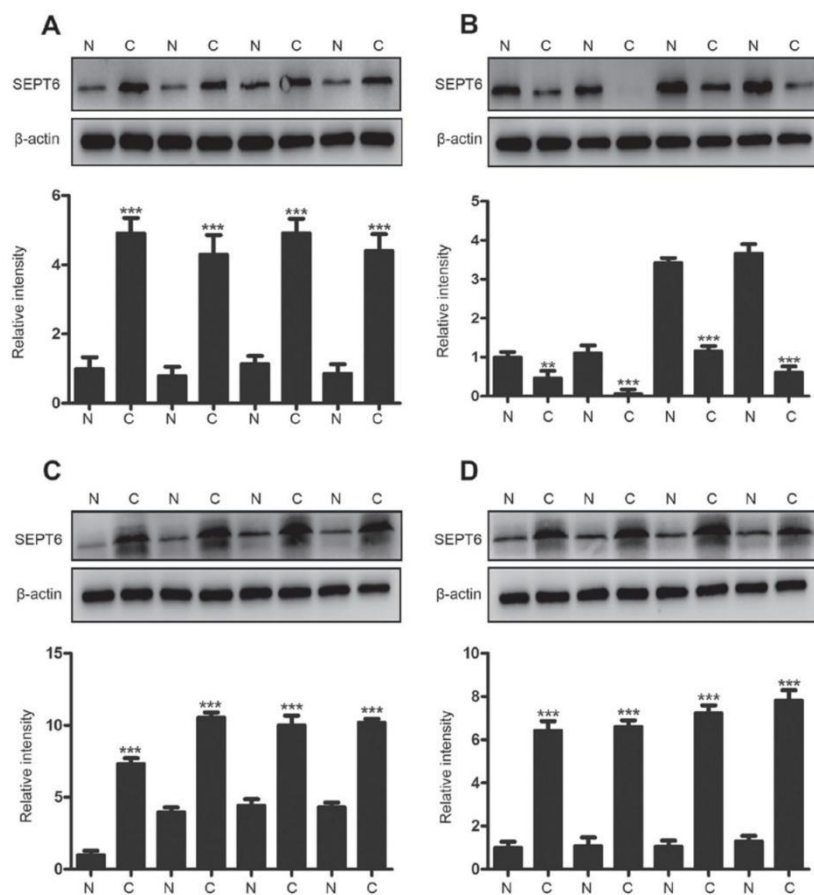 A
N C N C N C N C
SEPT6
β-actin
6
4
2
0
Relative intensity
*** *** *** ***
N C N C N C N C
B
N C N C N C N C
SEPT6
β-actin
5
4
3
2
1
0
Relative intensity
** *** *** ***
N C N C N C N C
C
N C N C N C N C
SEPT6
β-actin
15
10
5
0
Relative intensity
*** *** *** ***
N C N C N C N C
D
N C N C N C N C
SEPT6
β-actin
10
8
6
4
2
0
Relative intensity
*** *** *** ***
N C N C N C N C